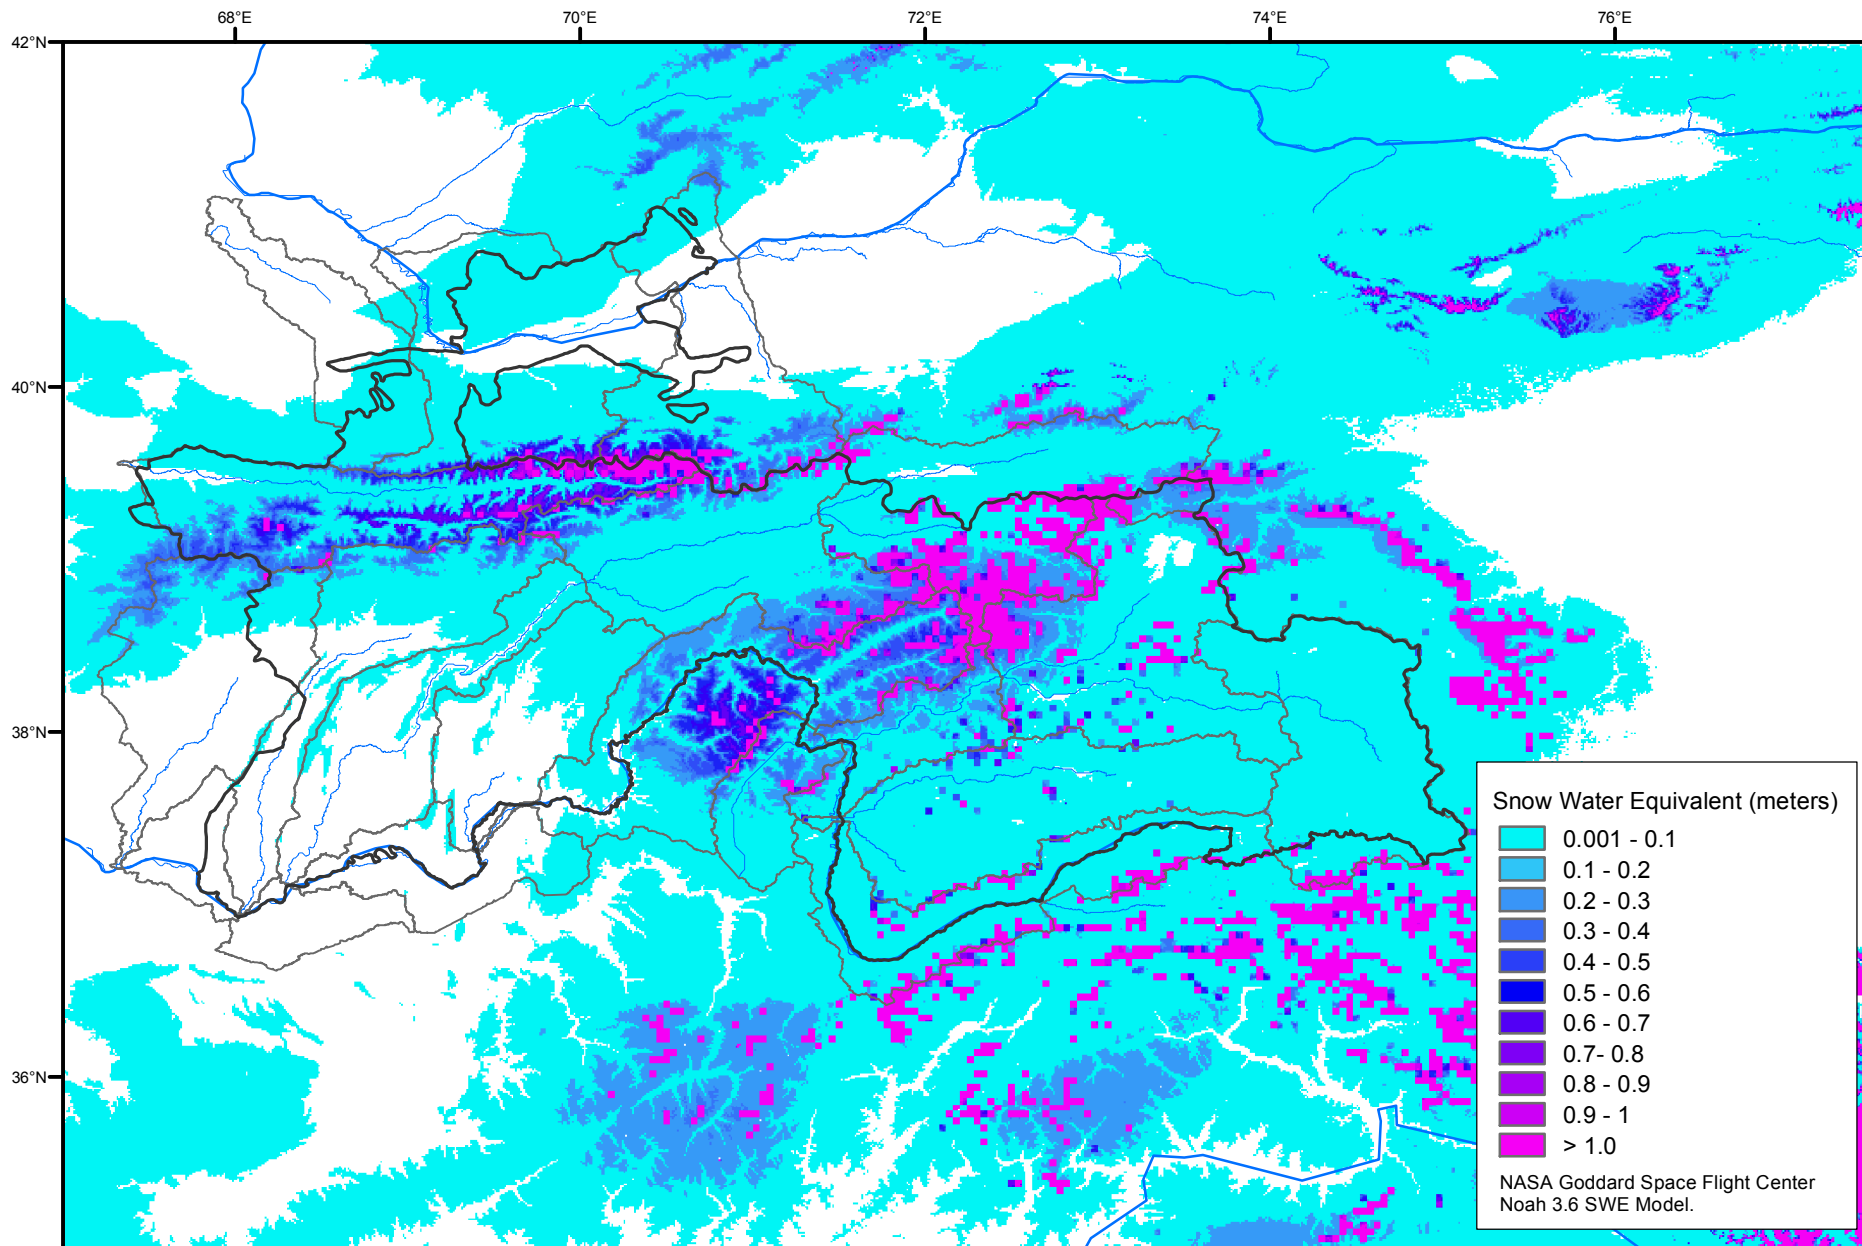 68°E
70°E
72°E
74°E
76°E
42°N
40°N
38°N
36°N
Snow Water Equivalent (meters)
0.001 - 0.1
0.1 - 0.2
0.2 - 0.3
0.3 - 0.4
0.4 - 0.5
0.5 - 0.6
0.6 - 0.7
0.7- 0.8
0.8 - 0.9
0.9 - 1
> 1.0
NASA Goddard Space Flight Center
Noah 3.6 SWE Model.